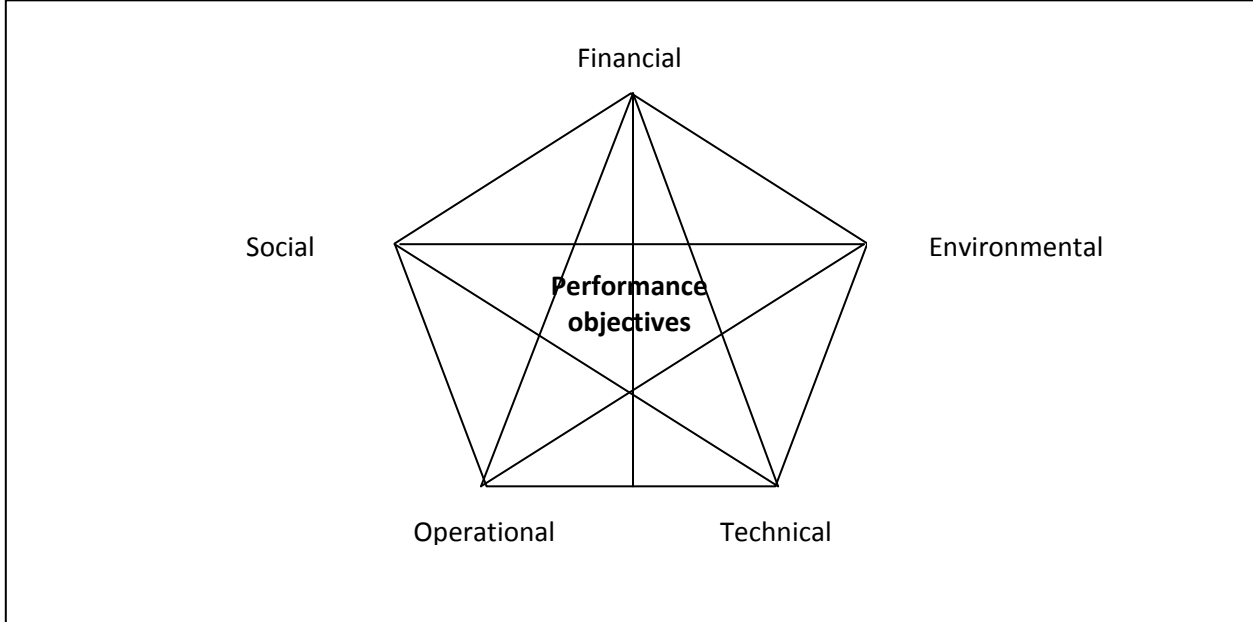 Financial
Social
Environmental
Performance
objectives
Operational
Technical